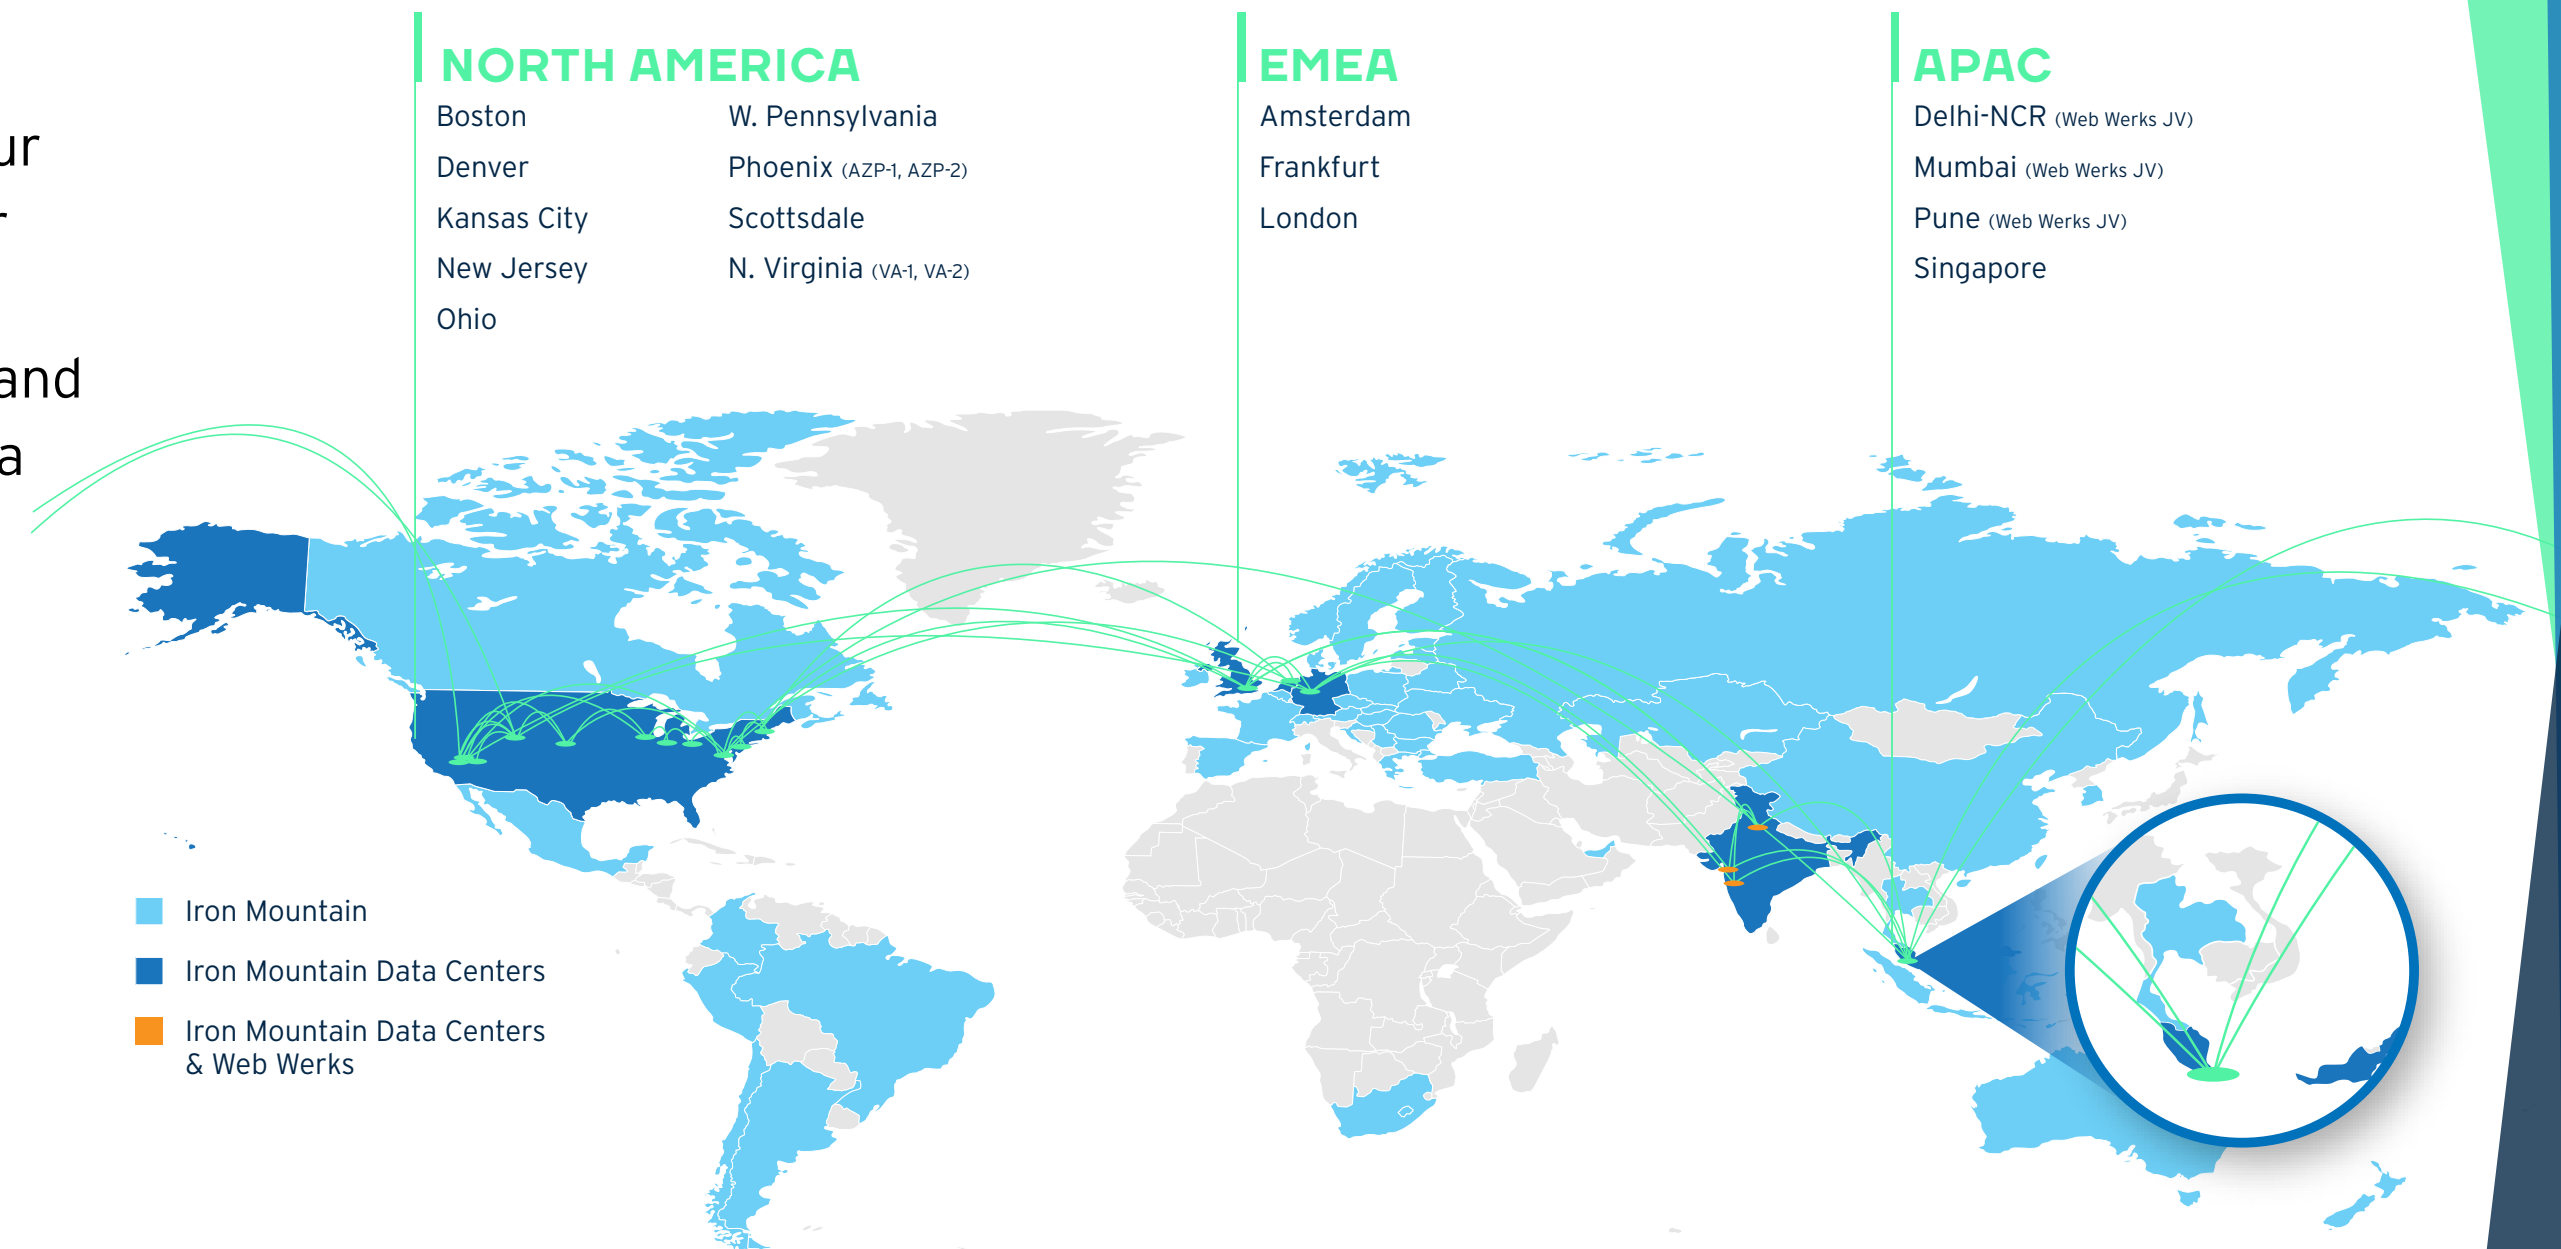 ur
r
and
a
NORTH AMERICA
Boston
Denver
Kansas City
New Jersey
Ohio
W. Pennsylvania
Phoenix (AZP-1, AZP-2)
Scottsdale
N. Virginia (VA-1, VA-2)
EMEA
Amsterdam
Frankfurt
London
APAC
Delhi-NCR (Web Werks JV)
Mumbai (Web Werks JV)
Pune (Web Werks JV)
Singapore
Iron Mountain
Iron Mountain Data Centers
Iron Mountain Data Centers
& Web Werks